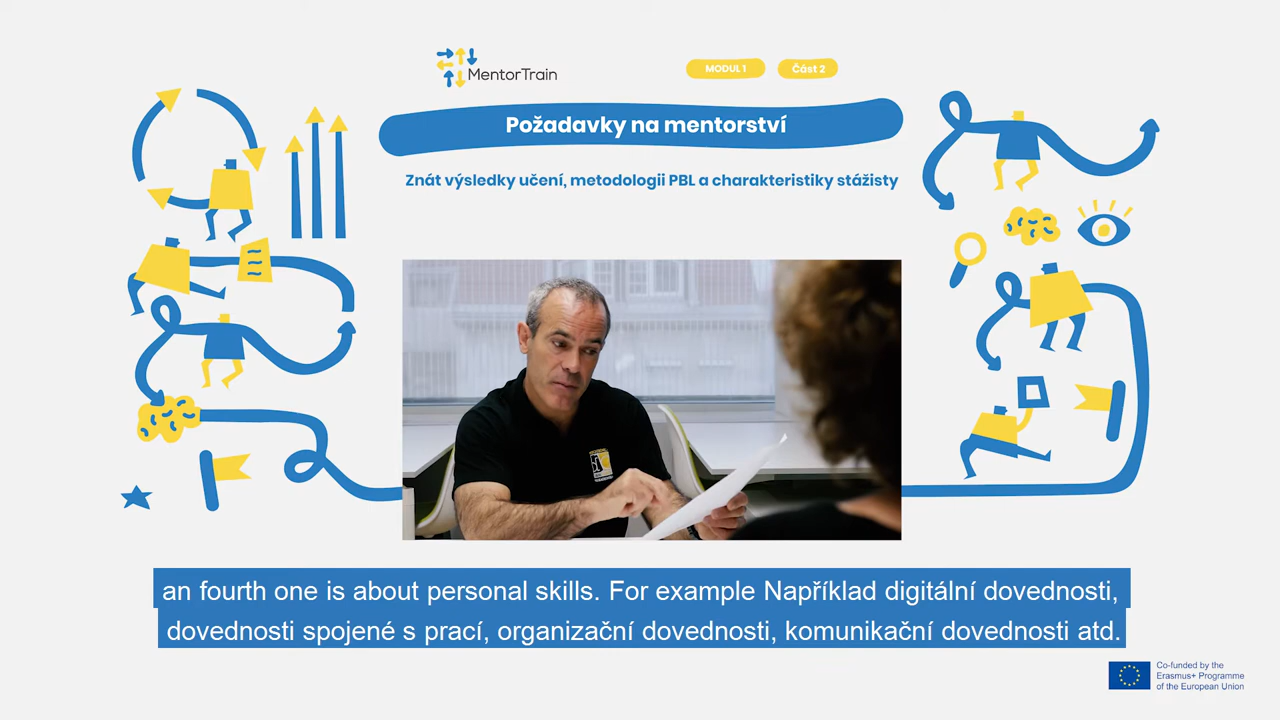 MentorTrain
MODUL 1
Část 2
Požadavky na mentorství
Znát výsledky učení, metodologii PBL a charakteristiky stážisty
an fourth one is about personal skills. For example Například digitální dovednosti,
dovednosti spojené s prací, organizační dovednosti, komunikační dovednosti atd.
Co-funded by the
Erasmus+ Programme
of the European Union